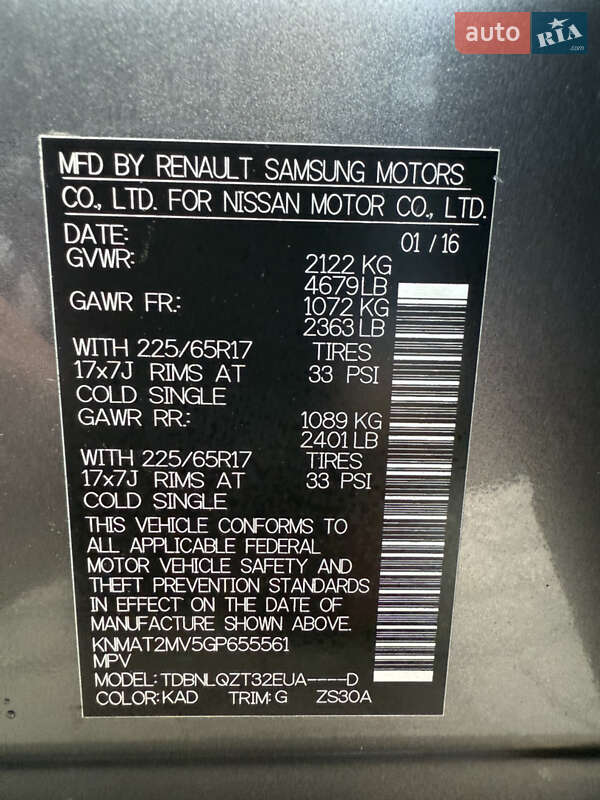 auto RIA.com
MFD BY RENAULT SAMSUNG MOTORS
CO., LTD. FOR NISSAN MOTOR CO., LTD.
DATE: 01 / 16
GVWR: 2122 KG
4679 LB
GAWR FR.: 1072 KG
2363 LB
WITH 225/65R17 TIRES
17x7J RIMS AT 33 PSI
COLD SINGLE
GAWR RR.: 1089 KG
2401 LB
WITH 225/65R17 TIRES
17x7J RIMS AT 33 PSI
COLD SINGLE
THIS VEHICLE CONFORMS TO
ALL APPLICABLE FEDERAL
MOTOR VEHICLE SAFETY AND
THEFT PREVENTION STANDARDS
IN EFFECT ON THE DATE OF
MANUFACTURE SHOWN ABOVE.
KNMAT2MV5GP655561
MPV
MODEL: TDBNLQZT32EUA----D
COLOR: KAD TRIM: G ZS30A